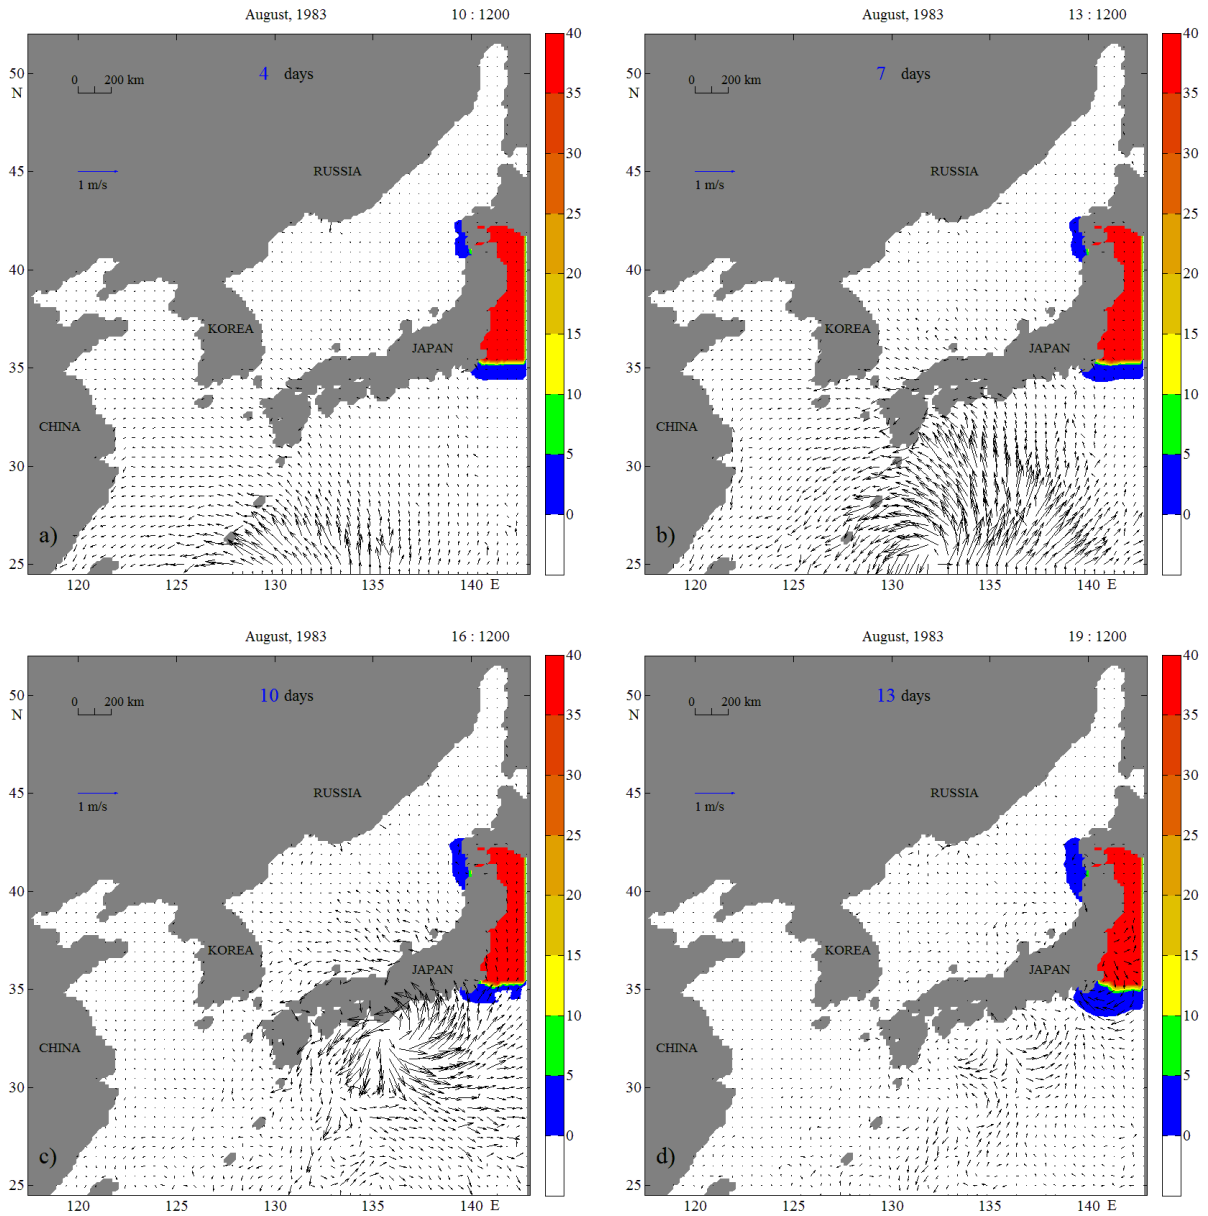 August, 1983 10 : 1200
50
N
45
40
35
30
25
120 125 130 135 140 E
0 200 km
4 days
1 m/s
RUSSIA
KOREA
JAPAN
CHINA
a)
40
35
30
25
20
15
10
5
0
August, 1983 13 : 1200
50
N
45
40
35
30
25
120 125 130 135 140 E
0 200 km
7 days
1 m/s
RUSSIA
KOREA
JAPAN
CHINA
b)
40
35
30
25
20
15
10
5
0
August, 1983 16 : 1200
50
N
45
40
35
30
25
120 125 130 135 140 E
0 200 km
10 days
1 m/s
RUSSIA
KOREA
JAPAN
CHINA
c)
40
35
30
25
20
15
10
5
0
August, 1983 19 : 1200
50
N
45
40
35
30
25
120 125 130 135 140 E
0 200 km
13 days
1 m/s
RUSSIA
KOREA
JAPAN
CHINA
d)
40
35
30
25
20
15
10
5
0